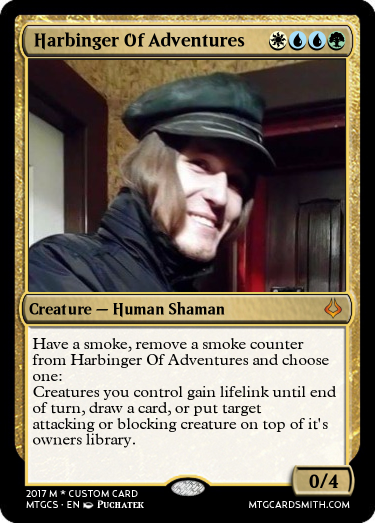 Harbinger Of Adventures
Creature — Human Shaman
Have a smoke, remove a smoke counter
from Harbinger Of Adventures and choose
one:
Creatures you control gain lifelink until end
of turn, draw a card, or put target
attacking or blocking creature on top of it's
owners library.
0/4
2017 M * CUSTOM CARD
MTGCS · EN Puchatek
MTGCARDSMITH.COM